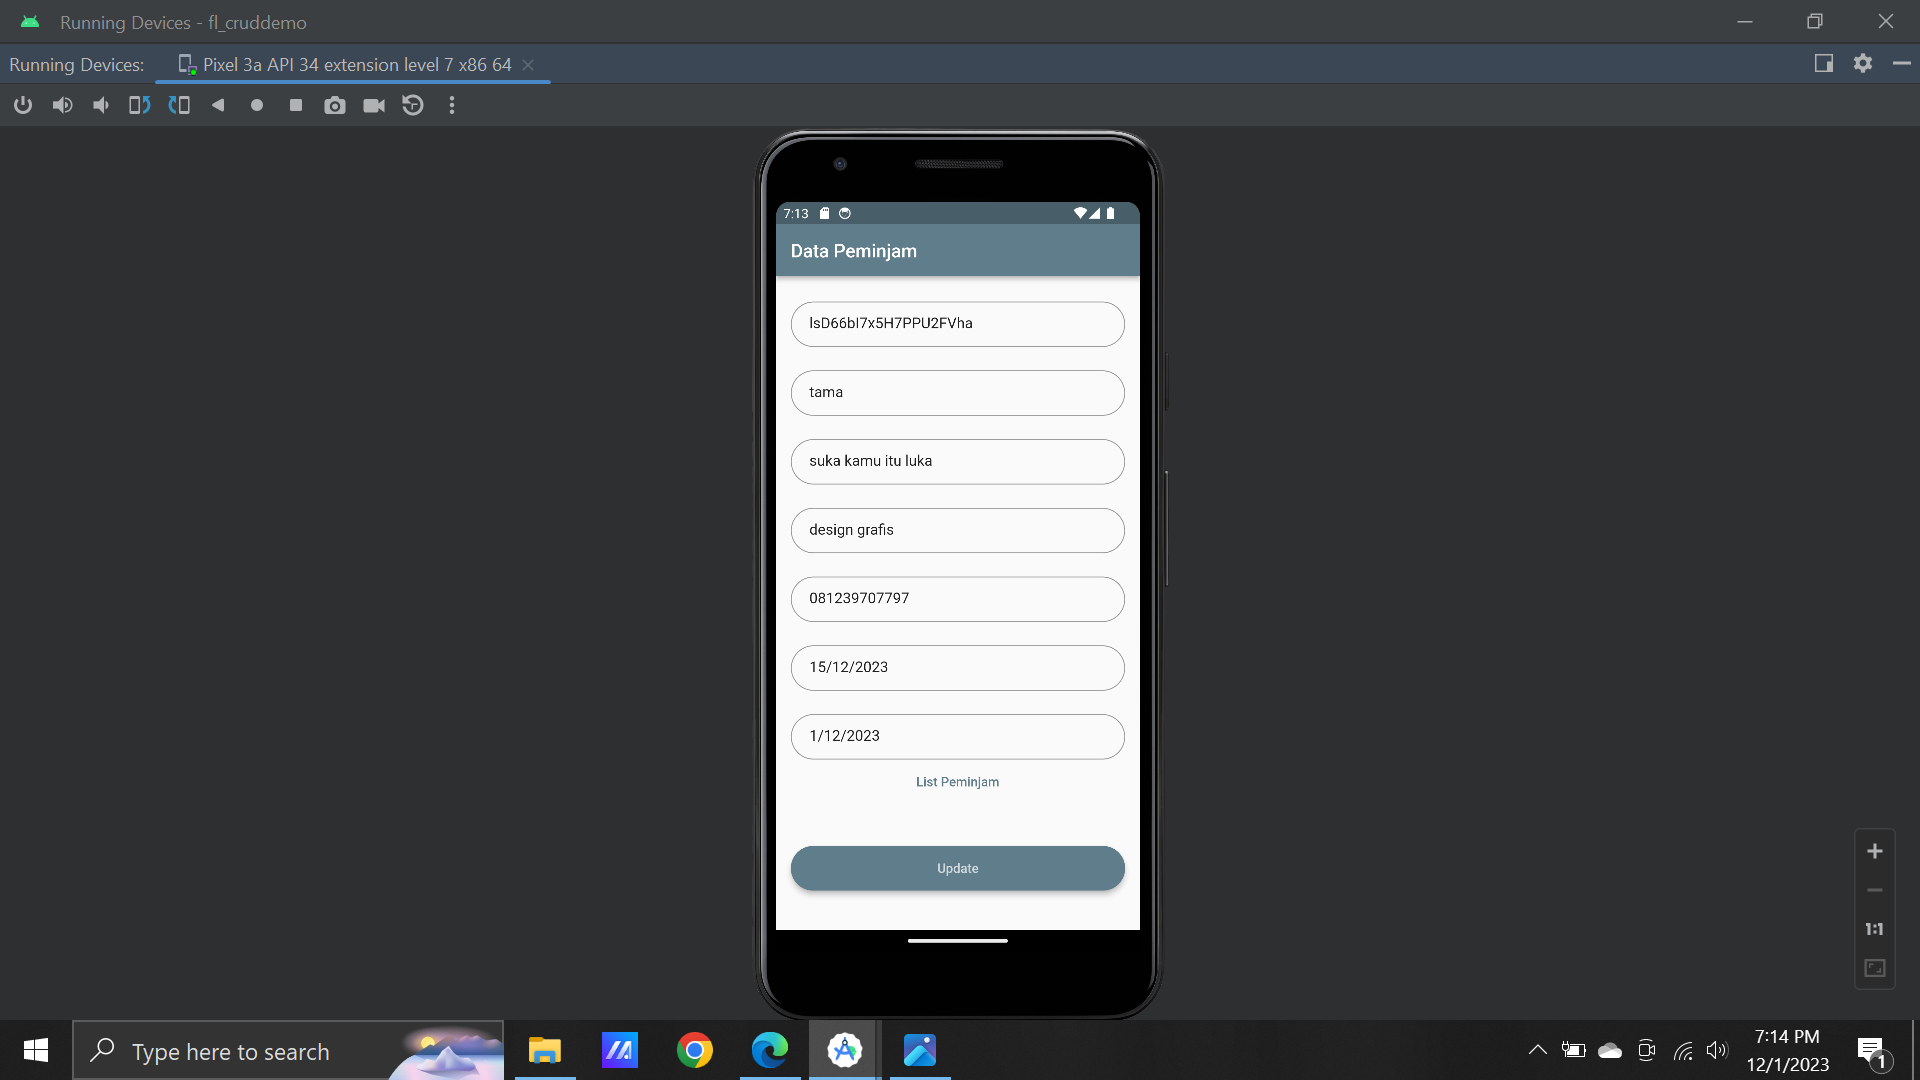 Running Devices - fl_cruddemo
Running Devices:
Pixel 3a API 34 extension level 7 x86 64
7:13
Data Peminjam
lsD66bI7x5H7PPU2FVha
tama
suka kamu itu luka
design grafis
081239707797
15/12/2023
1/12/2023
List Peminjam
Update
1:1
Type here to search
7:14 PM
12/1/2023
1